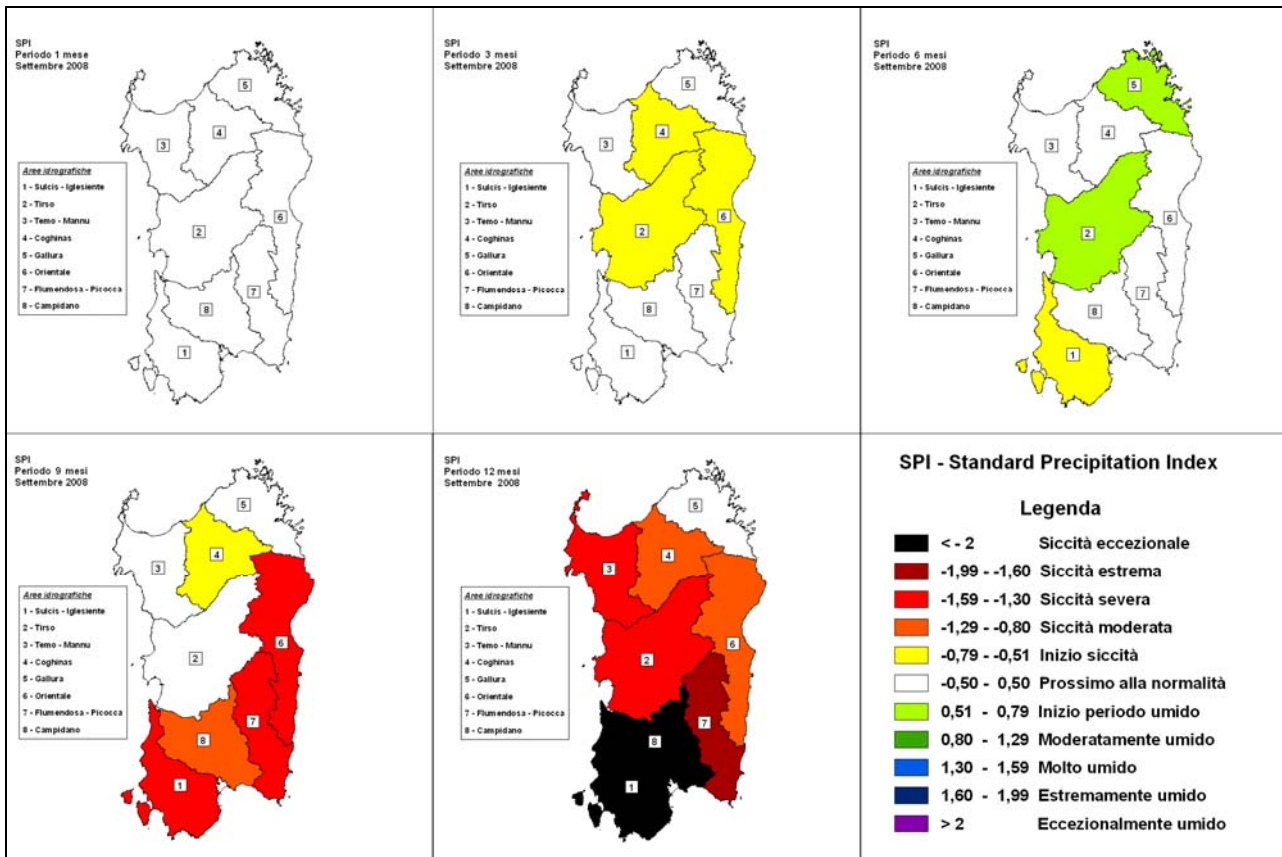 SPI
Periodo 1 mese
Settembre 2008
5
4
3
6
2
7
8
1
Aree idrografiche
1 - Sulcis - Iglesiente
2 - Tirso
3 - Temo - Mannu
4 - Coghinas
5 - Gallura
6 - Orientale
7 - Flumendosa - Picocca
8 - Campidano
SPI
Periodo 3 mesi
Settembre 2008
5
4
3
6
2
7
8
1
Aree idrografiche
1 - Sulcis - Iglesiente
2 - Tirso
3 - Temo - Mannu
4 - Coghinas
5 - Gallura
6 - Orientale
7 - Flumendosa - Picocca
8 - Campidano
SPI
Periodo 6 mesi
Settembre 2008
5
4
3
6
2
7
8
1
Aree idrografiche
1 - Sulcis - Iglesiente
2 - Tirso
3 - Temo - Mannu
4 - Coghinas
5 - Gallura
6 - Orientale
7 - Flumendosa - Picocca
8 - Campidano
SPI
Periodo 9 mesi
Settembre 2008
5
4
3
6
2
7
8
1
Aree idrografiche
1 - Sulcis - Iglesiente
2 - Tirso
3 - Temo - Mannu
4 - Coghinas
5 - Gallura
6 - Orientale
7 - Flumendosa - Picocca
8 - Campidano
SPI
Periodo 12 mesi
Settembre 2008
5
4
3
6
2
7
8
1
Aree idrografiche
1 - Sulcis - Iglesiente
2 - Tirso
3 - Temo - Mannu
4 - Coghinas
5 - Gallura
6 - Orientale
7 - Flumendosa - Picocca
8 - Campidano
SPI - Standard Precipitation Index
Legenda
< - 2 Siccità eccezionale
-1,99 - -1,60 Siccità estrema
-1,59 - -1,30 Siccità severa
-1,29 - -0,80 Siccità moderata
-0,79 - -0,51 Inizio siccità
-0,50 - 0,50 Prossimo alla normalità
0,51 - 0,79 Inizio periodo umido
0,80 - 1,29 Moderatamente umido
1,30 - 1,59 Molto umido
1,60 - 1,99 Estremamente umido
> 2 Eccezionalmente umido